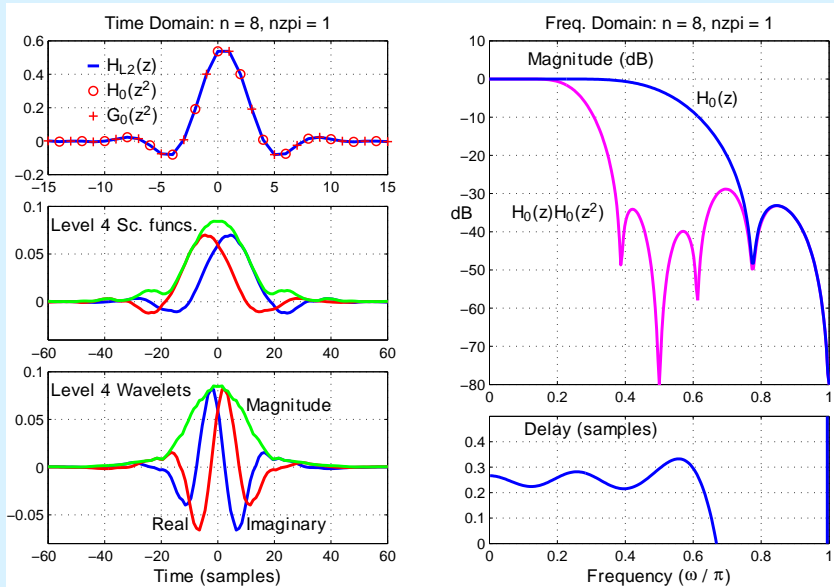 Time Domain: n = 8, nzpi = 1
0.6
0.4
0.2
0
−0.2
H_L2(z)
H_0(z^2)
G_0(z^2)
−15 −10 −5 0 5 10 15
Level 4 Sc. funcs.
0.1
0.05
0
−60 −40 −20 0 20 40 60
Level 4 Wavelets
Magnitude
Real
Imaginary
0.1
0.05
0
−0.05
−60 −40 −20 0 20 40 60
Time (samples)
Freq. Domain: n = 8, nzpi = 1
Magnitude (dB)
H_0(z)
H_0(z)H_0(z^2)
10
0
−10
−20
−30
dB
−40
−50
−60
−70
−80
0 0.2 0.4 0.6 0.8 1
Delay (samples)
0.4
0.3
0.2
0.1
0
0 0.2 0.4 0.6 0.8 1
Frequency (ω / π)